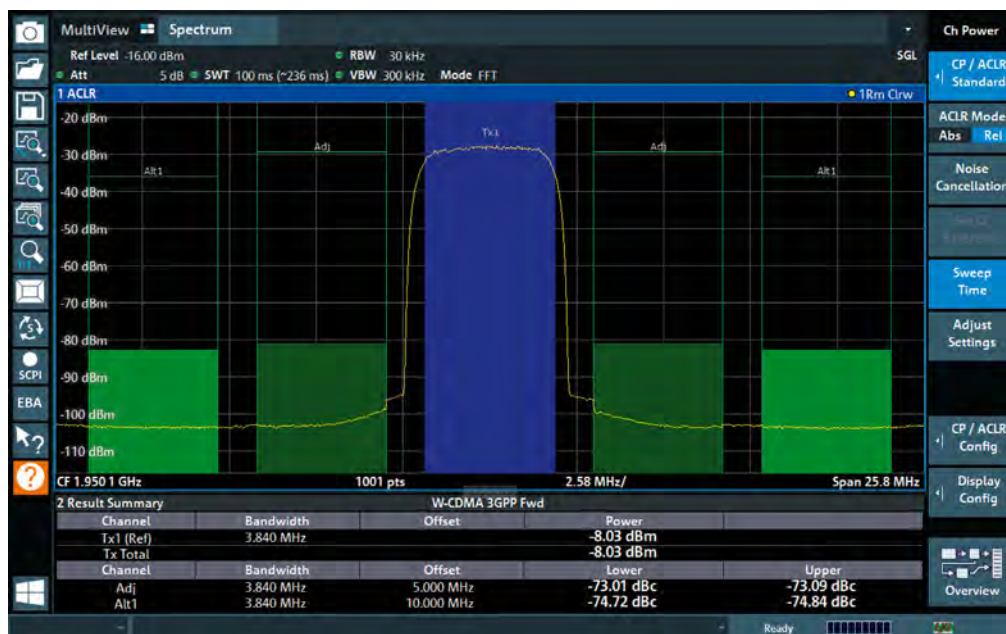 MultiView Spectrum
Ch Power
Ref Level -16.00 dBm RBW 30 kHz SGL
Att 5 dB SWT 100 ms (~236 ms) VBW 300 kHz Mode FFT
CP / ACLR
Standard
1 ACLR 1Rm Clrw
ACLR Mode
Abs Rel
-20 dBm
Tx1
-30 dBm
Adj
Adj
Alt1
Alt1
-40 dBm
-50 dBm
-60 dBm
-70 dBm
-80 dBm
-90 dBm
-100 dBm
-110 dBm
Noise
Cancellation
Sweep
Time
Adjust
Settings
SCPI
EBA
CP / ACLR
Config
Display
Config
Overview
CF 1.950 1 GHz 1001 pts 2.58 MHz/ Span 25.8 MHz
2 Result Summary W-CDMA 3GPP Fwd
Channel Bandwidth Offset Power
Tx1 (Ref) 3.840 MHz -8.03 dBm
Tx Total -8.03 dBm
Channel Bandwidth Offset Lower Upper
Adj 3.840 MHz 5.000 MHz -73.01 dBc -73.09 dBc
Alt1 3.840 MHz 10.000 MHz -74.72 dBc -74.84 dBc
Ready